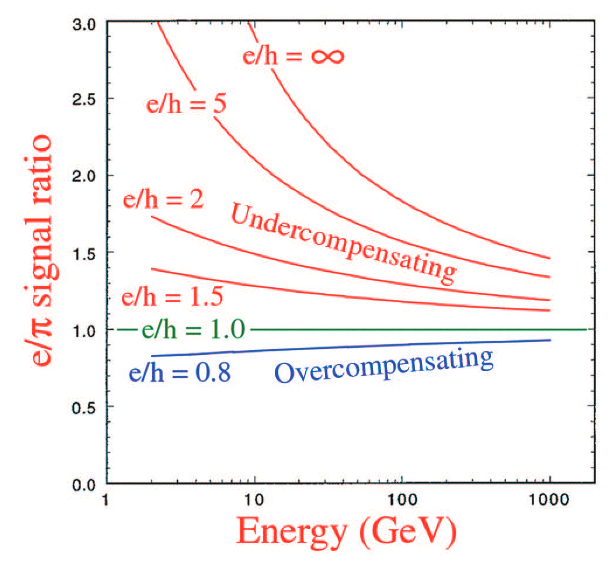 3.0
e/h = ∞
2.5
e/h = 5
2.0
e/h = 2
Undercompensating
1.5
e/h = 1.5
1.0
e/h = 1.0
e/h = 0.8
Overcompensating
0.5
0.0
1
10
100
1000
e/π signal ratio
Energy (GeV)